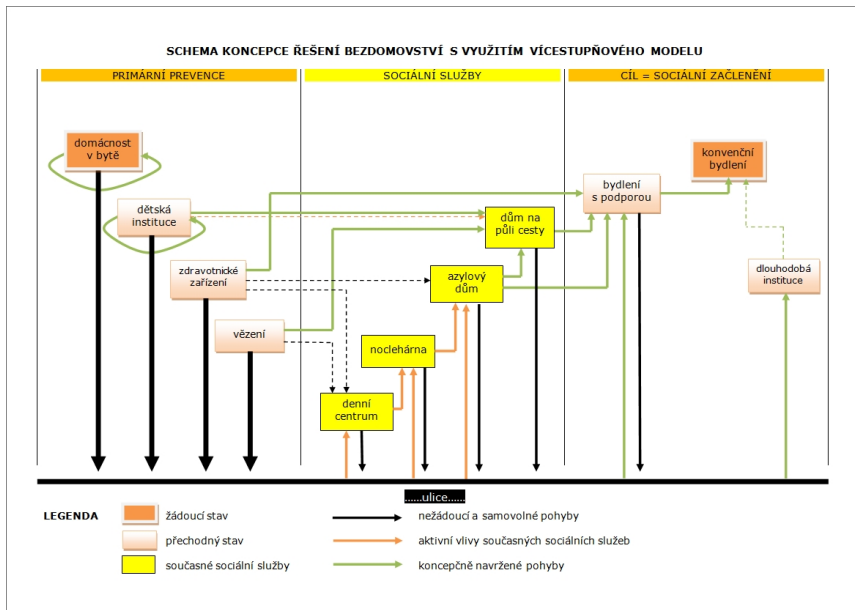 SCHEMA KONCEPCE ŘEŠENÍ BEZDOMOVSTVÍ S VYUŽITÍM VÍCESTUPŇOVÉHO MODELU
PRIMÁRNÍ PREVENCE
SOCIÁLNÍ SLUŽBY
CÍL = SOCIÁLNÍ ZAČLENĚNÍ
domácnost
v bytě
dětská
instituce
zdravotnické
zařízení
vězení
dům na
půli cesty
azylový
dům
noclehárna
denní
centrum
bydlení
s podporou
konvenční
bydlení
dlouhodobá
instituce
......ulice......
LEGENDA
žádoucí stav
přechodný stav
současné sociální služby
nežádoucí a samovolné pohyby
aktivní vlivy současných sociálních služeb
koncepčně navržené pohyby